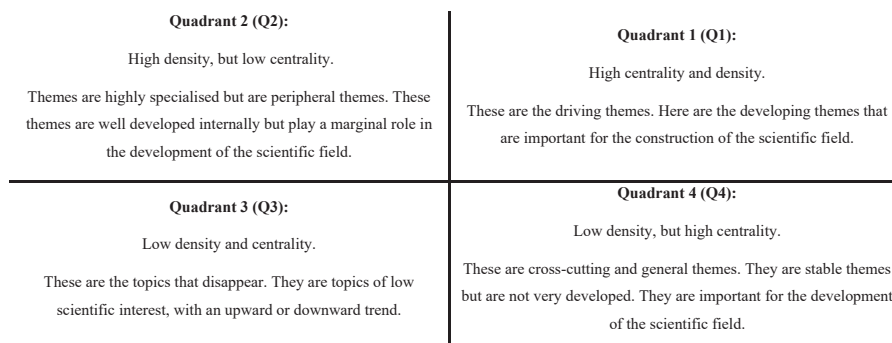 Quadrant 2 (Q2):
High density, but low centrality.
Themes are highly specialised but are peripheral themes. These
themes are well developed internally but play a marginal role in
the development of the scientific field.
Quadrant 1 (Q1):
High centrality and density.
These are the driving themes. Here are the developing themes that
are important for the construction of the scientific field.
Quadrant 3 (Q3):
Low density and centrality.
These are the topics that disappear. They are topics of low
scientific interest, with an upward or downward trend.
Quadrant 4 (Q4):
Low density, but high centrality.
These are cross-cutting and general themes. They are stable themes
but are not very developed. They are important for the development
of the scientific field.